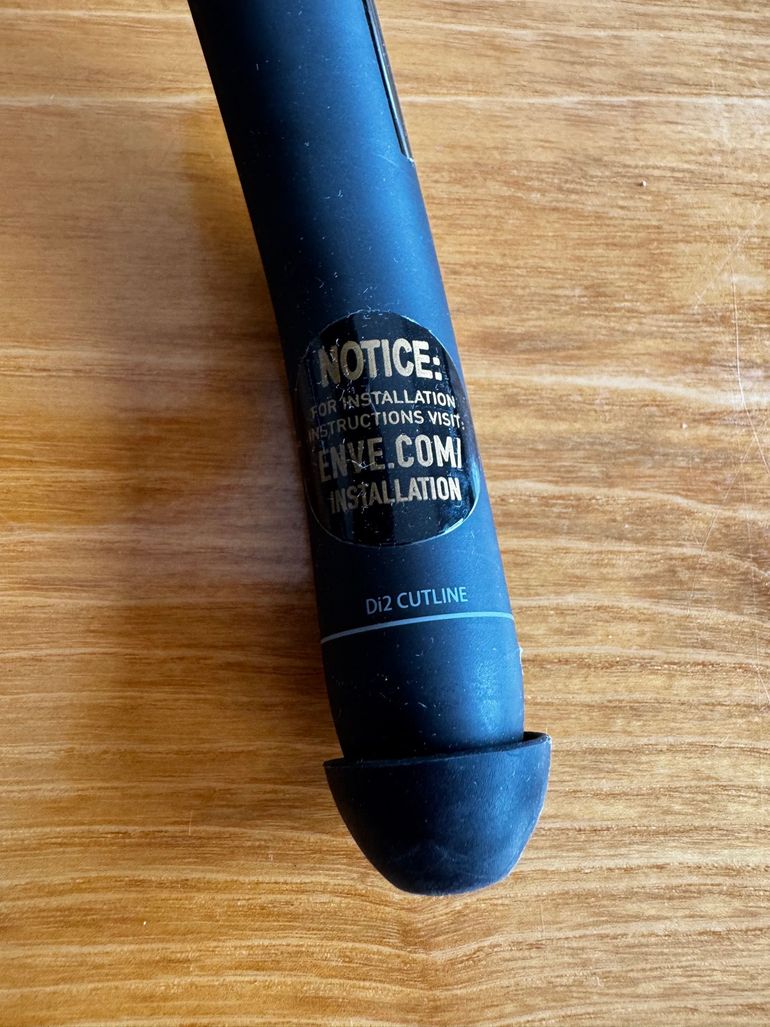 NOTICE:
FOR INSTALLATION
INSTRUCTIONS VISIT:
ENVE.COM/
INSTALLATION
Di2 CUTLINE